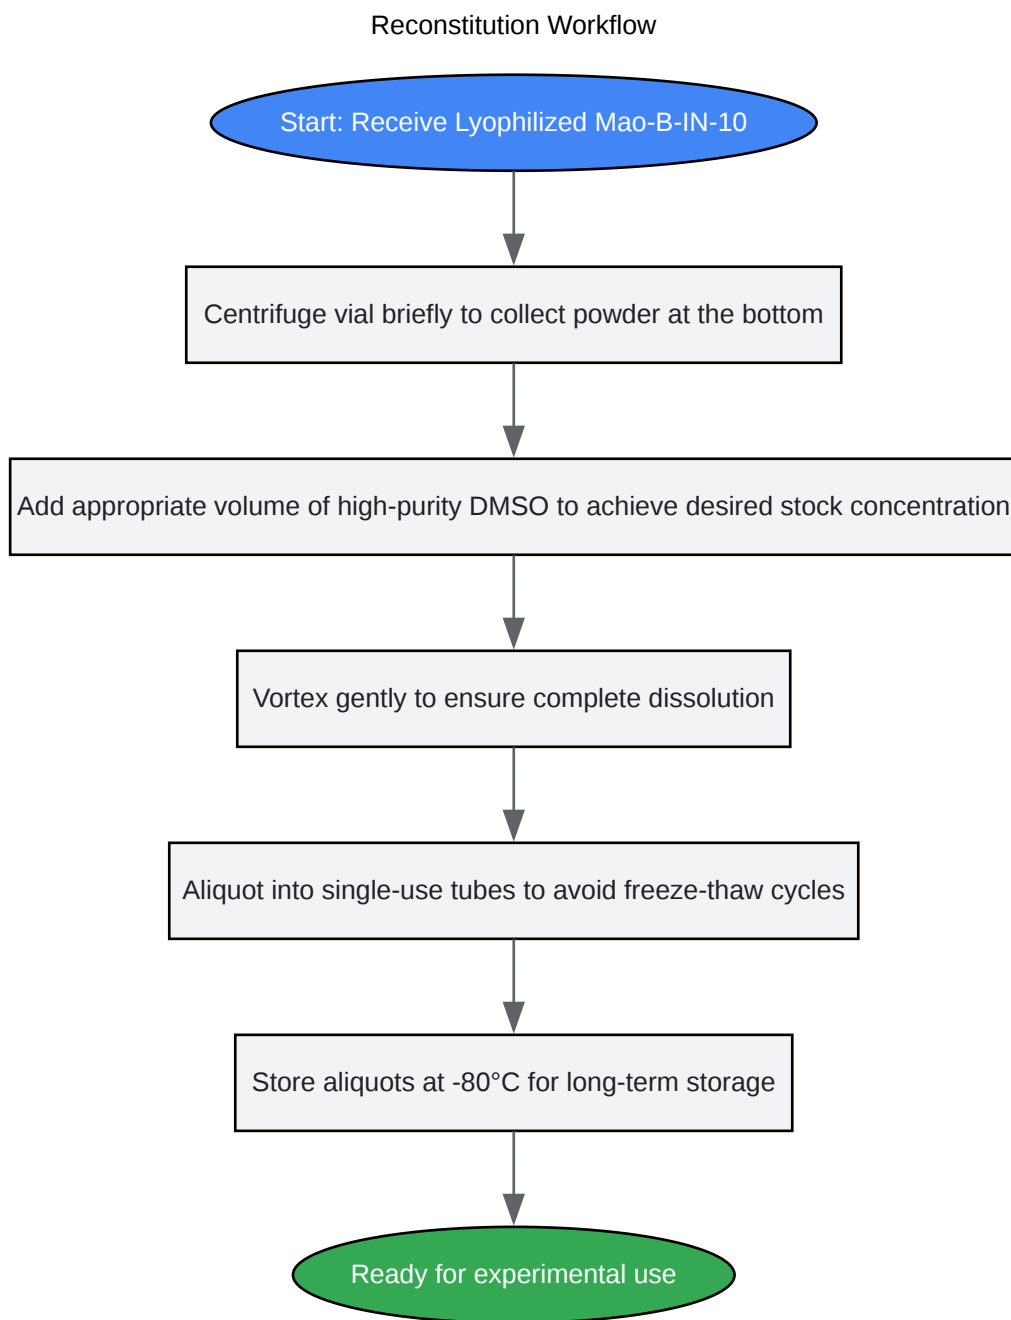 Reconstitution Workflow
Start: Receive Lyophilized Mao-B-IN-10
Centrifuge vial briefly to collect powder at the bottom
Add appropriate volume of high-purity DMSO to achieve desired stock concentration
Vortex gently to ensure complete dissolution
Aliquot into single-use tubes to avoid freeze-thaw cycles
Store aliquots at -80°C for long-term storage
Ready for experimental use